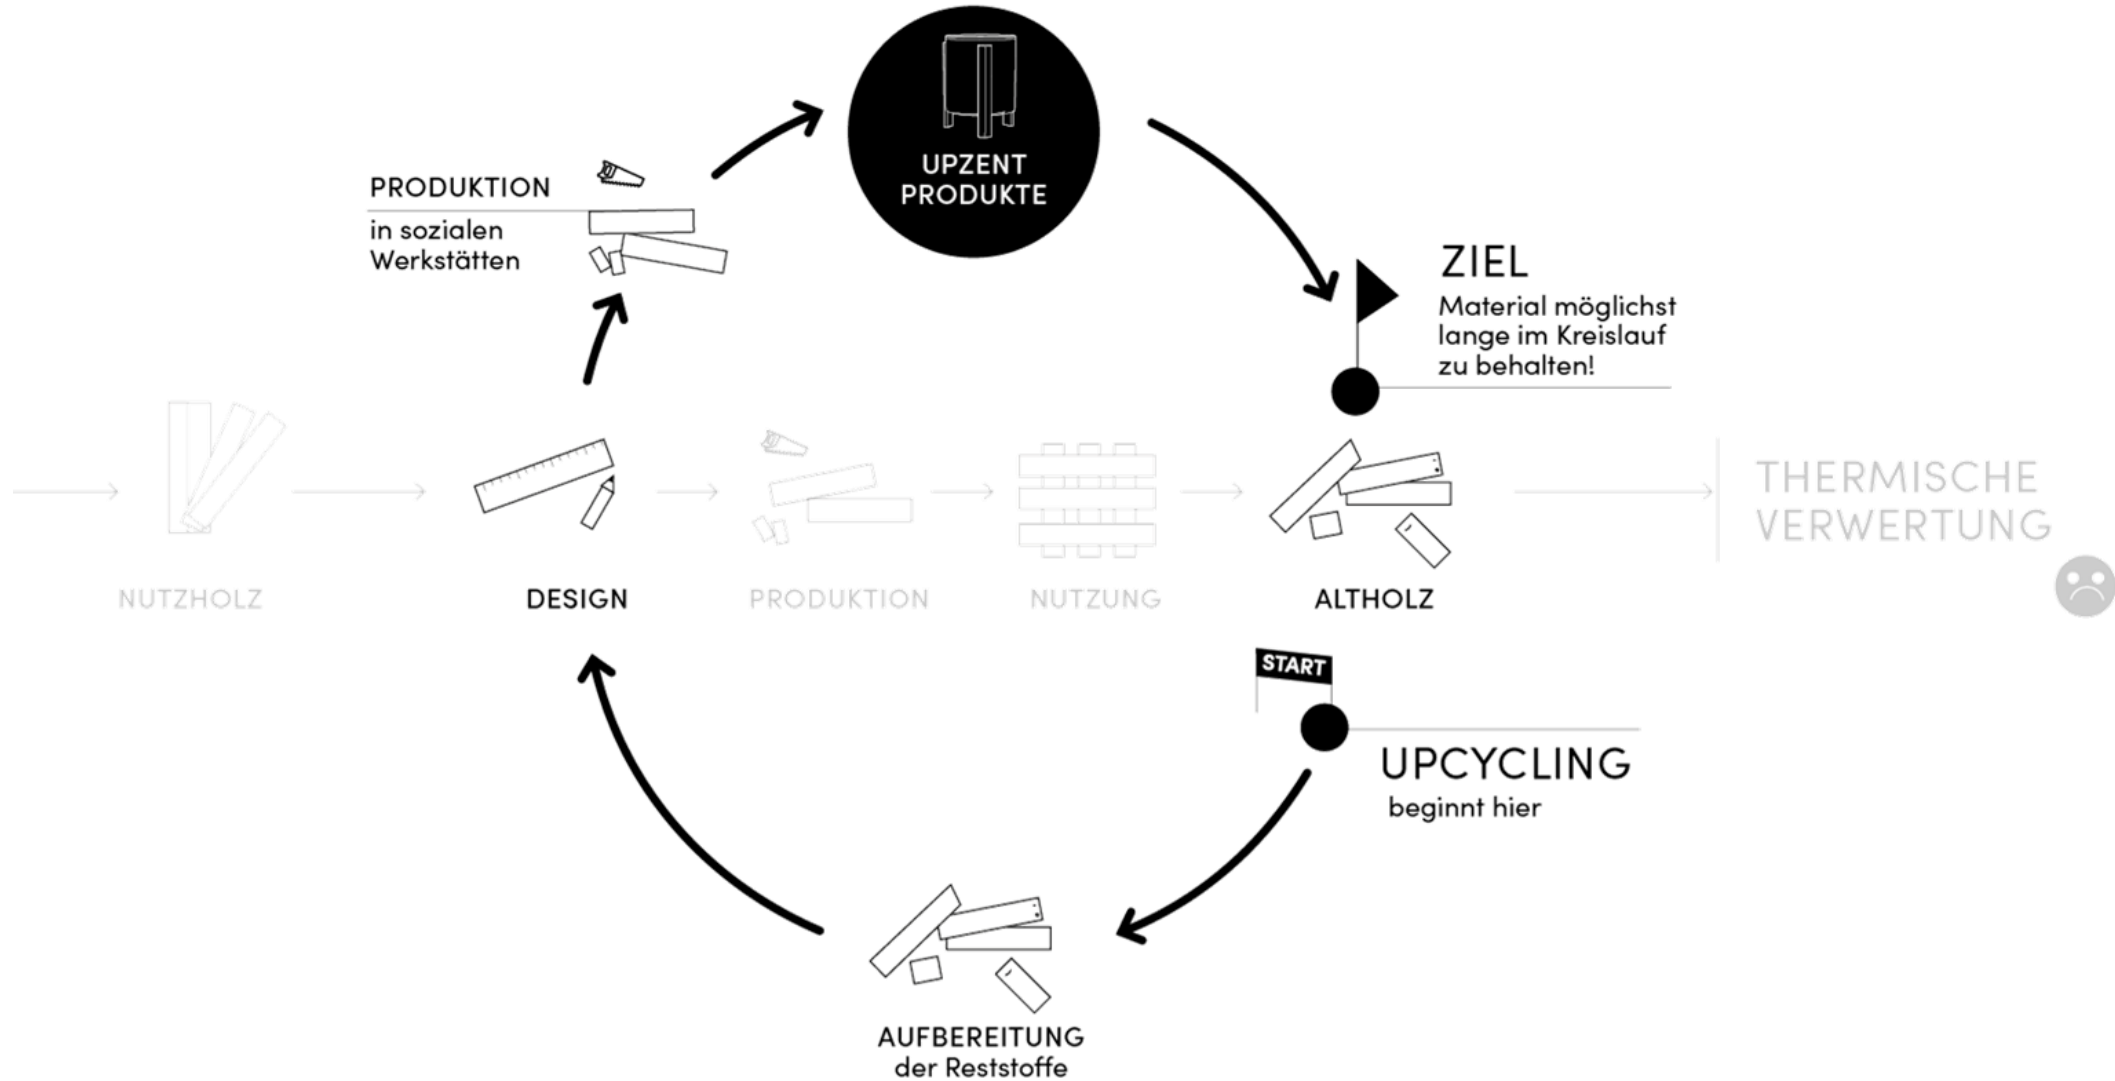 UPZENT
PRODUKTE
PRODUKTION
in sozialen
Werkstätten
ZIEL
Material möglichst
lange im Kreislauf
zu behalten!
THERMISCHE
VERWERTUNG
NUTZHOLZ
DESIGN
PRODUKTION
NUTZUNG
ALTHOLZ
START
UPCYCLING
beginnt hier
AUFBEREITUNG
der Reststoffe